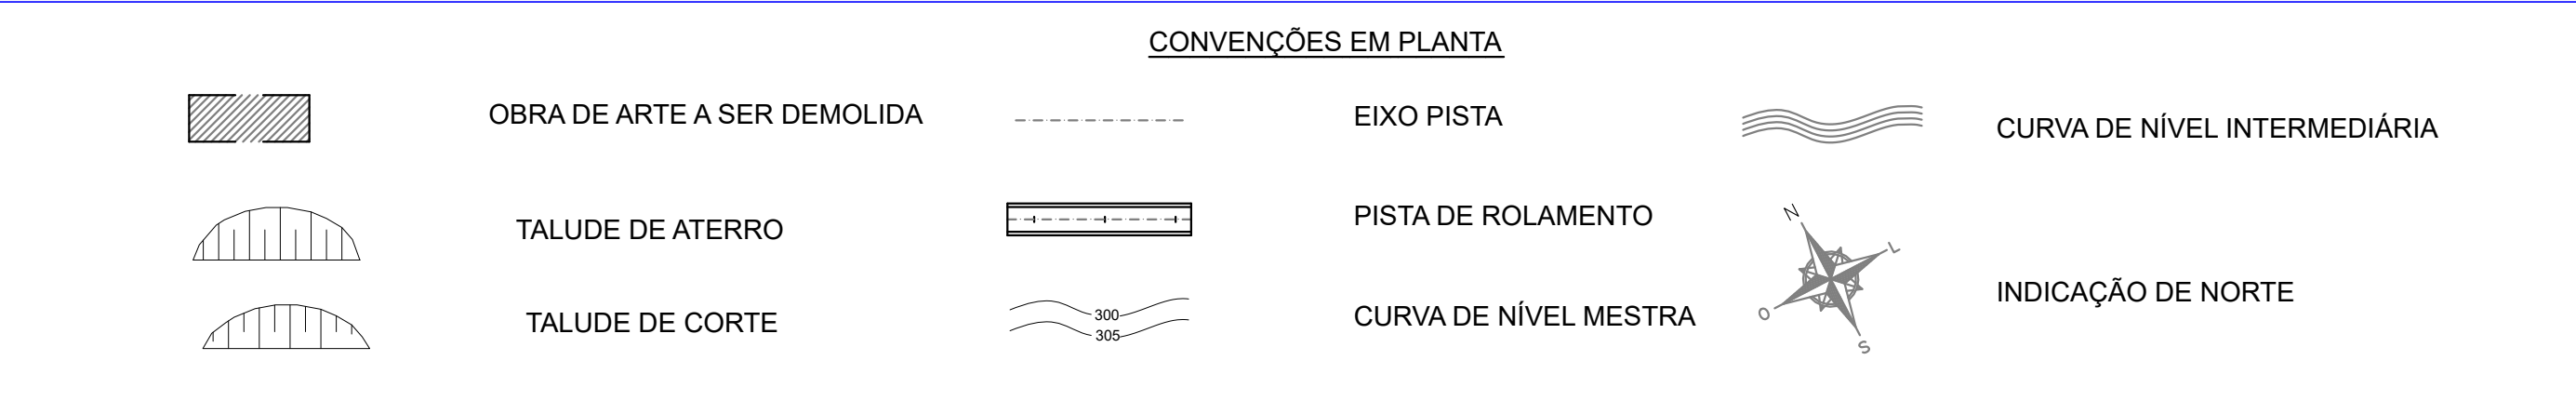 CONVENÇÕES EM PLANTA
OBRA DE ARTE A SER DEMOLIDA
EIXO PISTA
CURVA DE NÍVEL INTERMEDIÁRIA
TALUDE DE ATERRO
PISTA DE ROLAMENTO
N
L
O
S
INDICAÇÃO DE NORTE
TALUDE DE CORTE
300
305
CURVA DE NÍVEL MESTRA